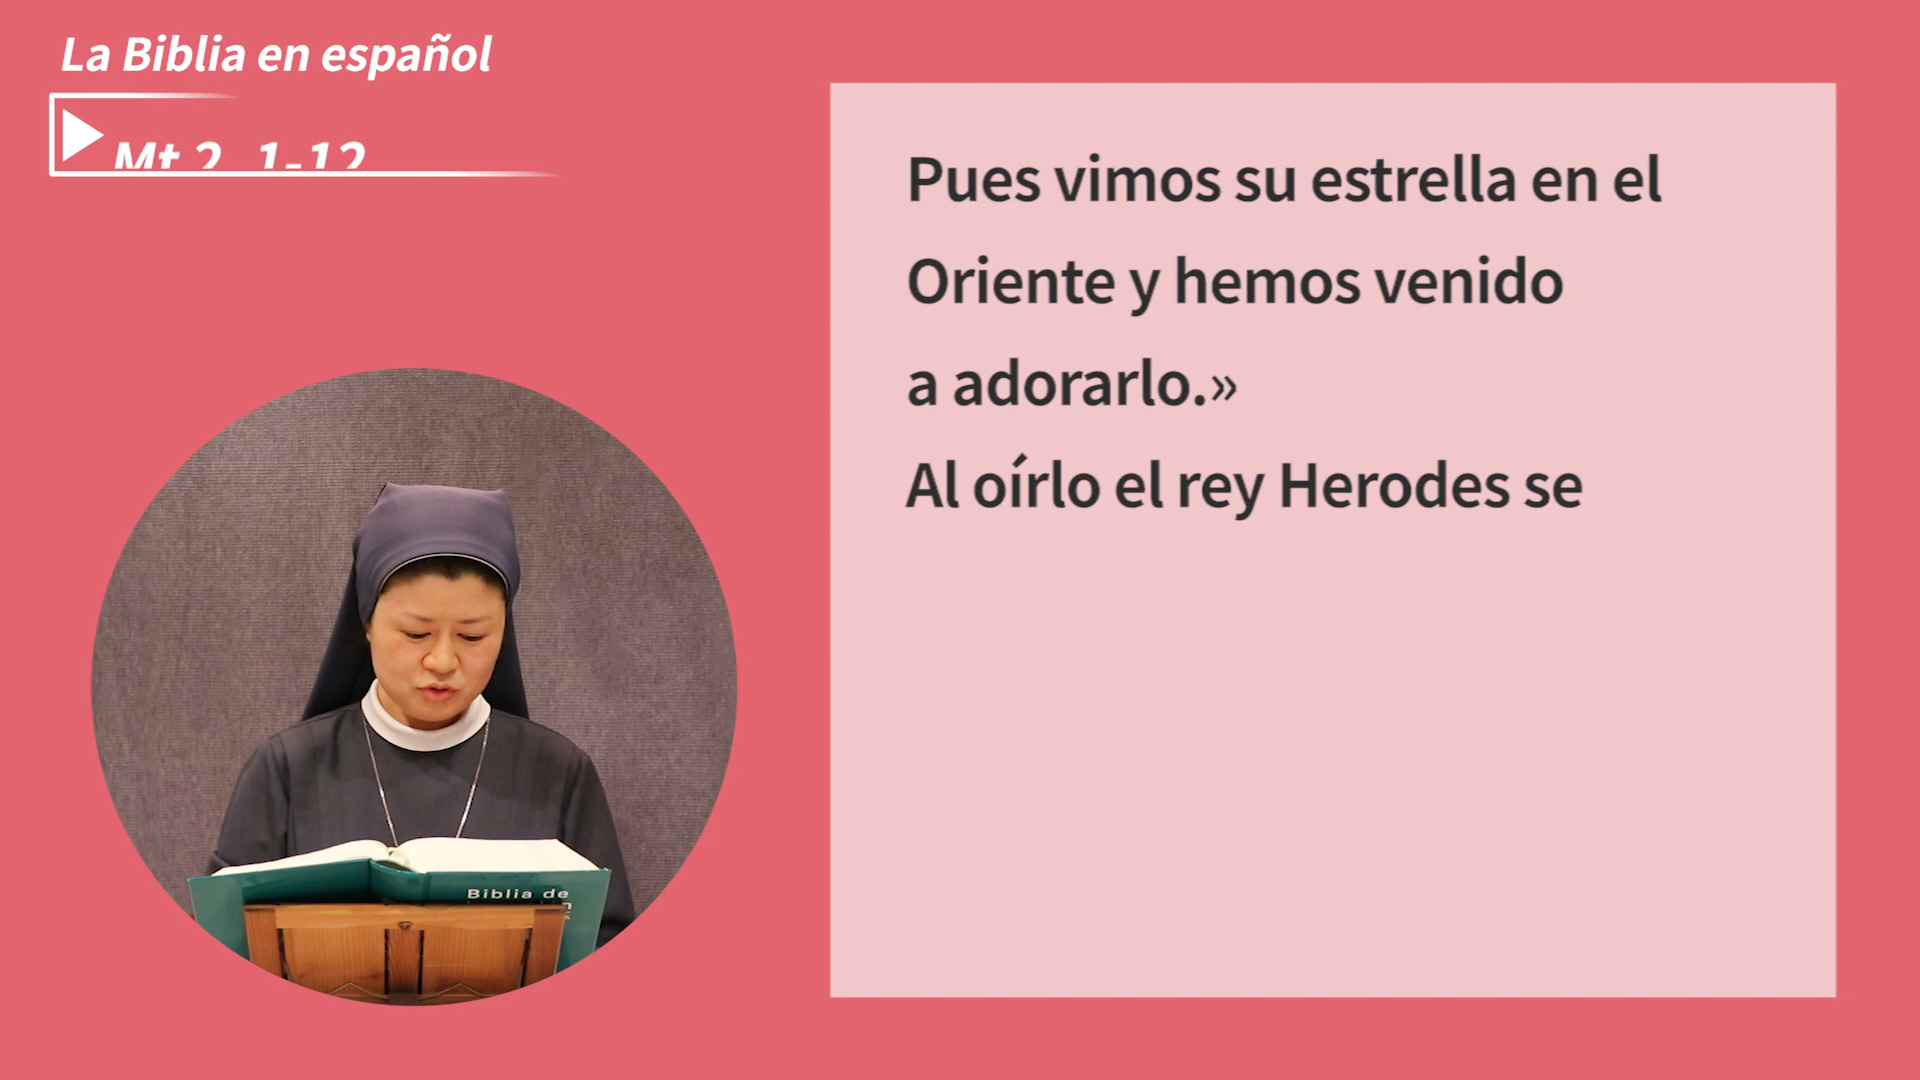 La Biblia en español
Mt 2, 1-12
Pues vimos su estrella en el
Oriente y hemos venido
a adorarlo.»
Al oírlo el rey Herodes se
Biblia de